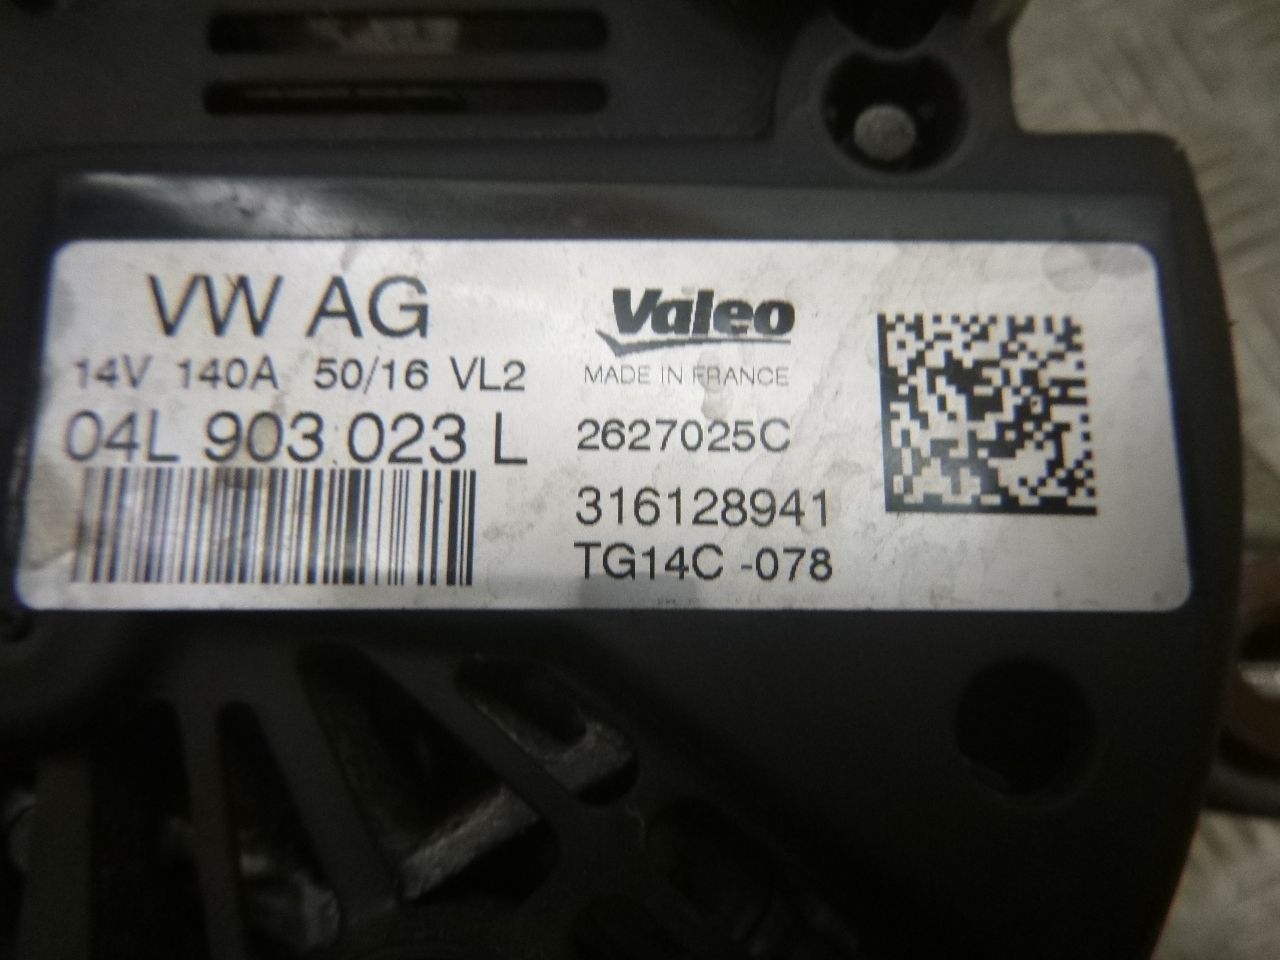 VW AG
14V 140A 50/16 VL2
04L 903 023 L
Valeo
MADE IN FRANCE
2627025C
316128941
TG14C -078